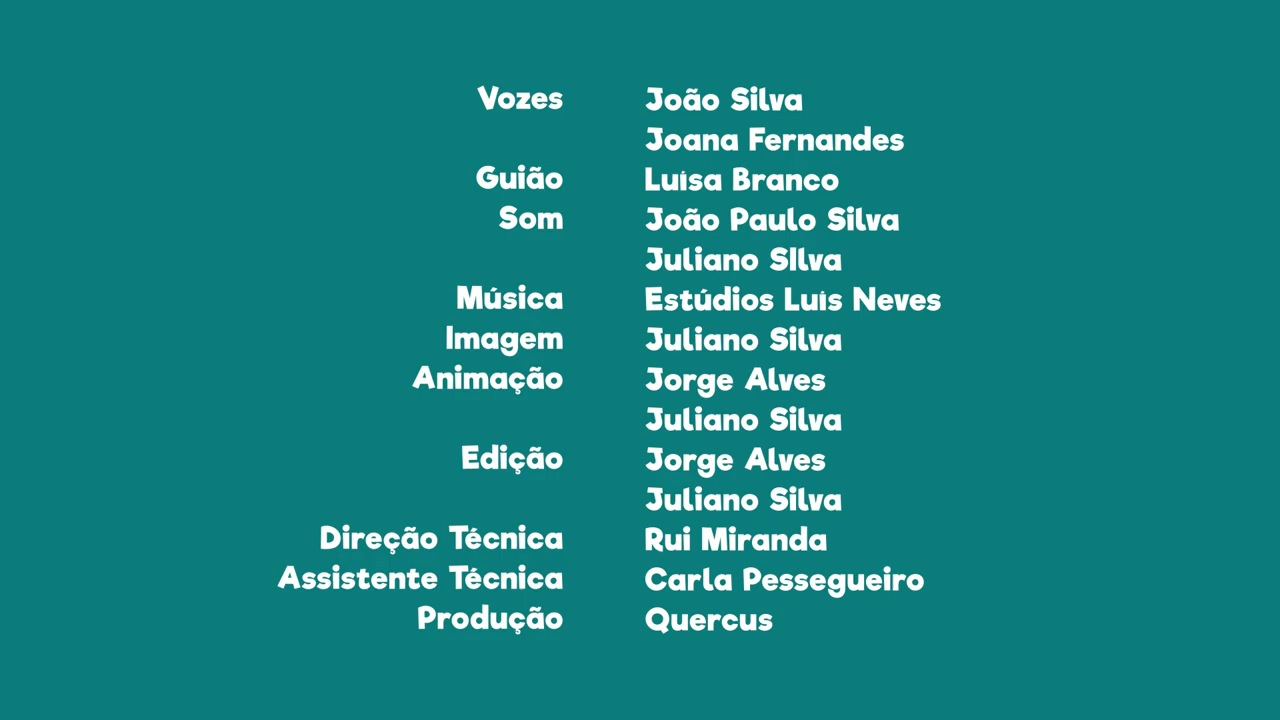 Vozes João Silva
Joana Fernandes
Guião Luísa Branco
Som João Paulo Silva
Juliano SIlva
Música Estúdios Luís Neves
Imagem Juliano Silva
Animação Jorge Alves
Juliano Silva
Edição Jorge Alves
Juliano Silva
Direção Técnica Rui Miranda
Assistente Técnica Carla Pessegueiro
Produção Quercus